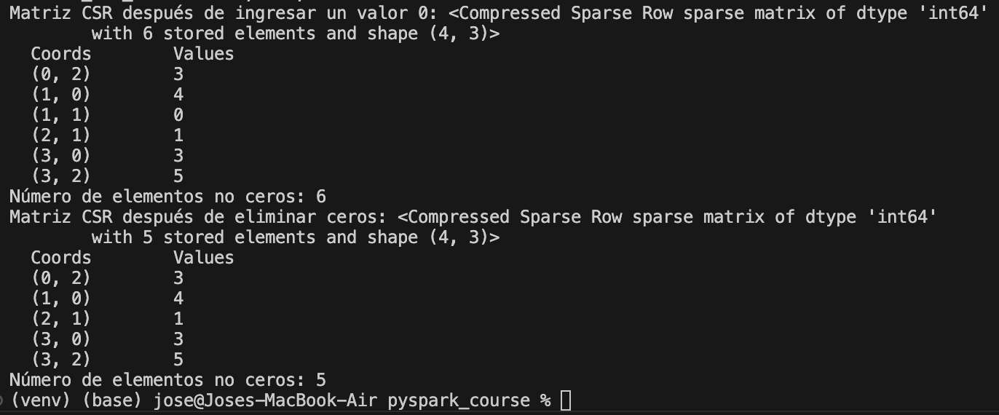 Matriz CSR después de ingresar un valor 0: <Compressed Sparse Row sparse matrix of dtype 'int64'
with 6 stored elements and shape (4, 3)>
Coords Values
(0, 2) 3
(1, 0) 4
(1, 1) 0
(2, 1) 1
(3, 0) 3
(3, 2) 5
Número de elementos no ceros: 6
Matriz CSR después de eliminar ceros: <Compressed Sparse Row sparse matrix of dtype 'int64'
with 5 stored elements and shape (4, 3)>
Coords Values
(0, 2) 3
(1, 0) 4
(2, 1) 1
(3, 0) 3
(3, 2) 5
Número de elementos no ceros: 5
(venv) (base) jose@Joses-MacBook-Air pyspark_course %